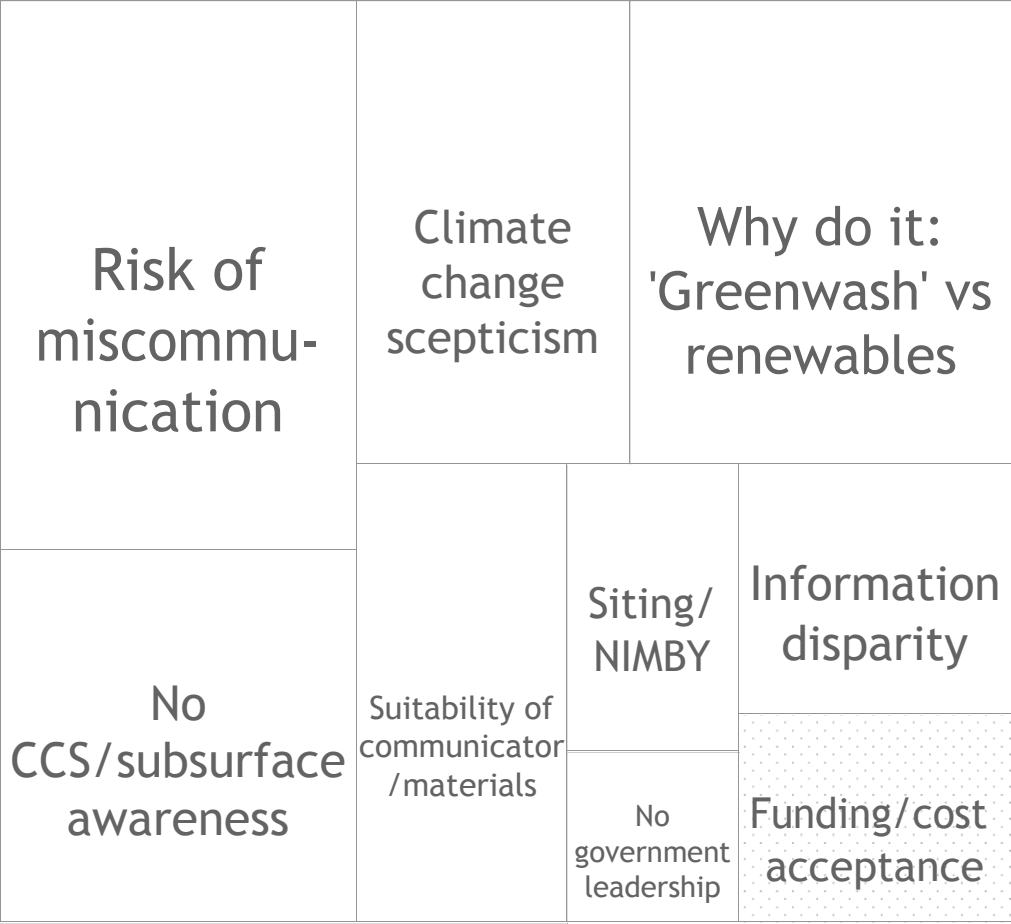 Risk of
miscommu-
nication
Climate
change
scepticism
Why do it:
'Greenwash' vs
renewables
No
CCS/subsurface
awareness
Suitability of
communicator
/materials
Siting/
NIMBY
No
government
leadership
Information
disparity
Funding/cost
acceptance